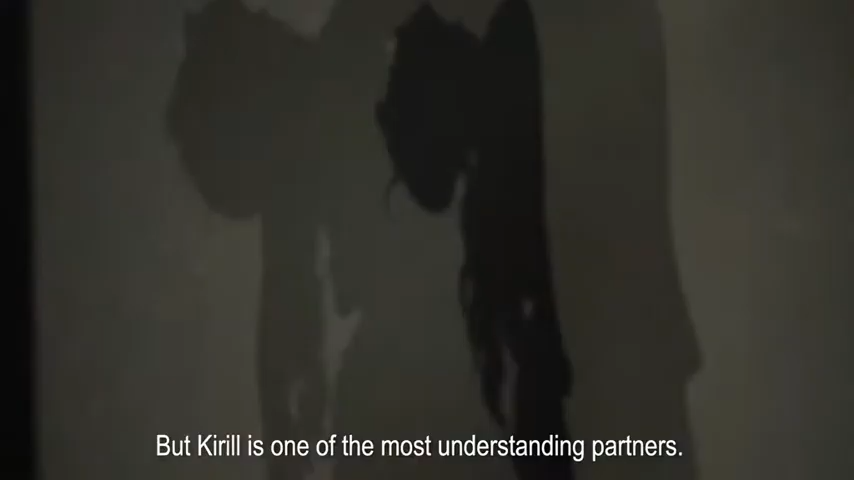 But Kirill is one of the most understanding partners.